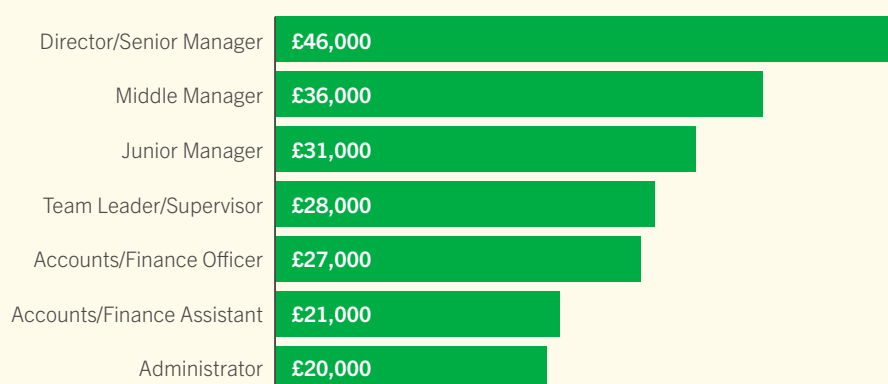 Director/Senior Manager £46,000
Middle Manager £36,000
Junior Manager £31,000
Team Leader/Supervisor £28,000
Accounts/Finance Officer £27,000
Accounts/Finance Assistant £21,000
Administrator £20,000